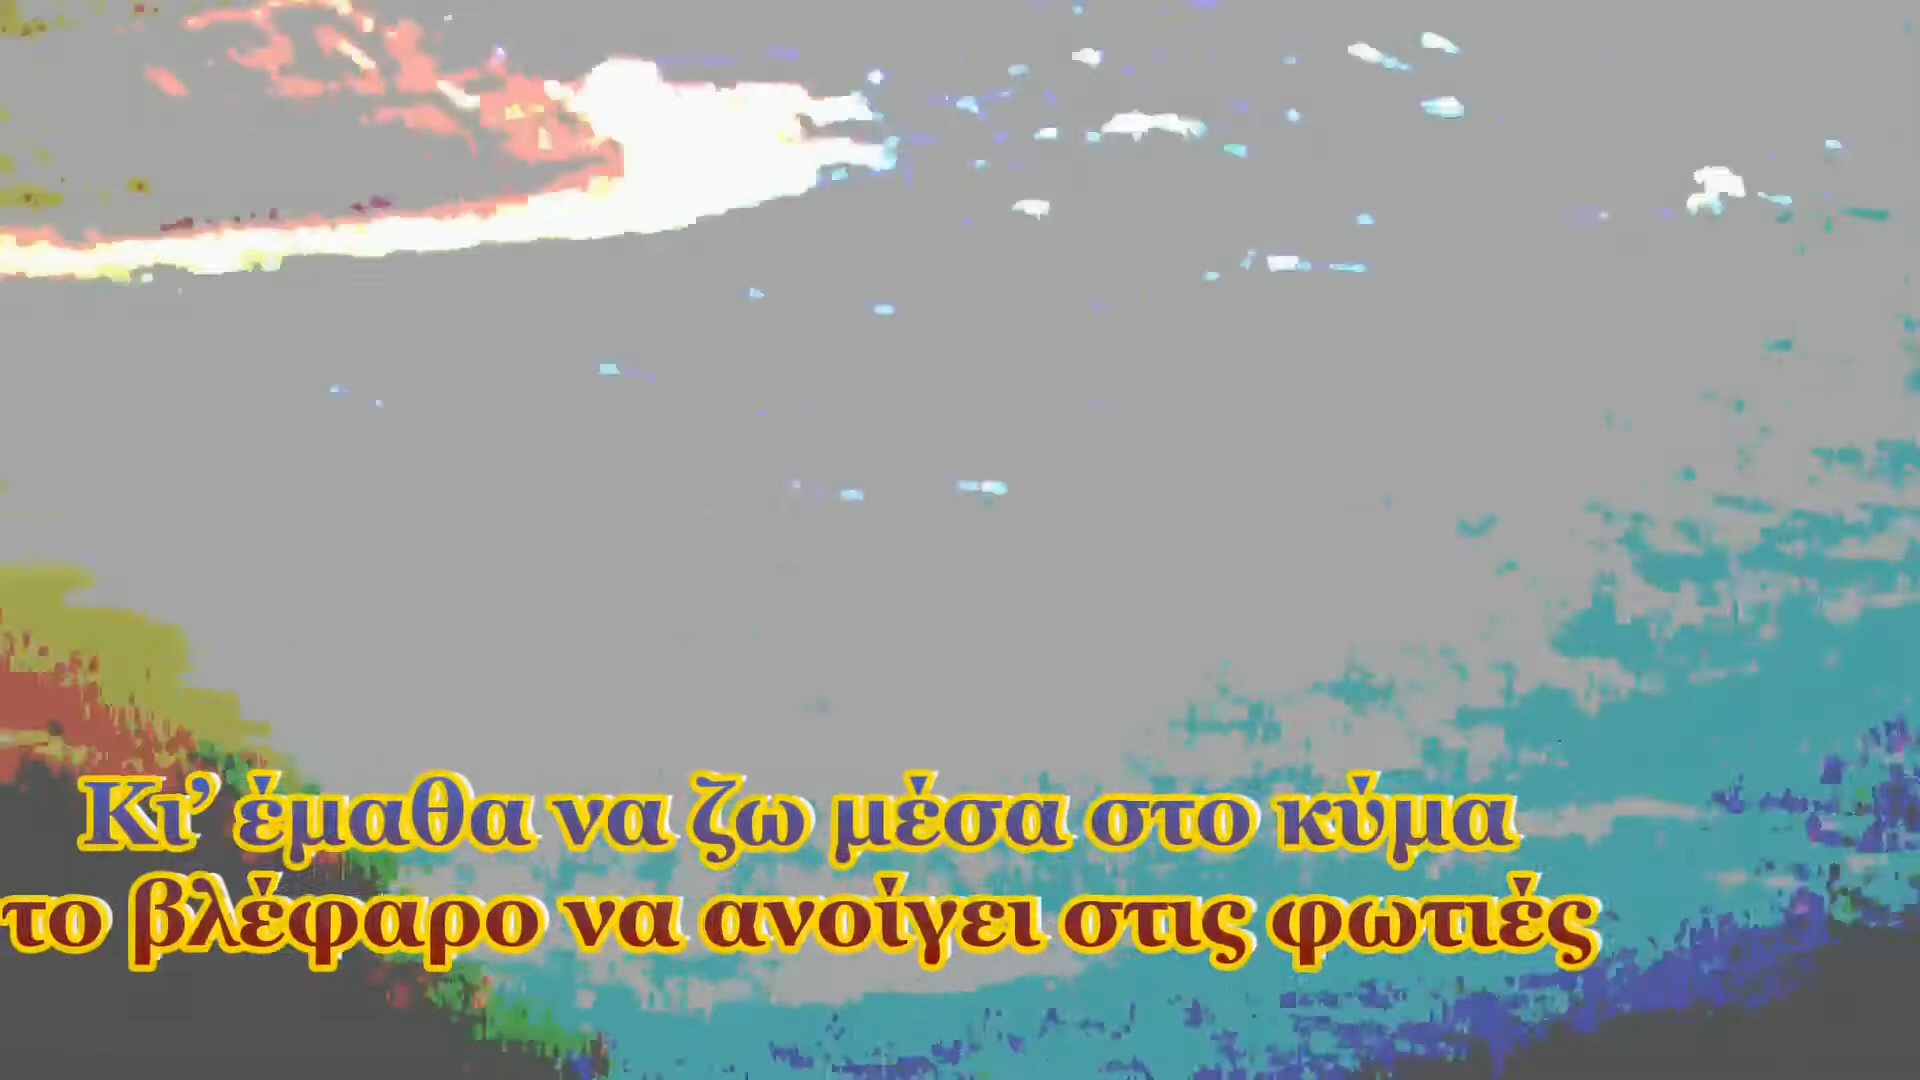 Κι’ έμαθα να ζω μέσα στο κύμα
το βλέφαρο να ανοίγει στις φωτιές